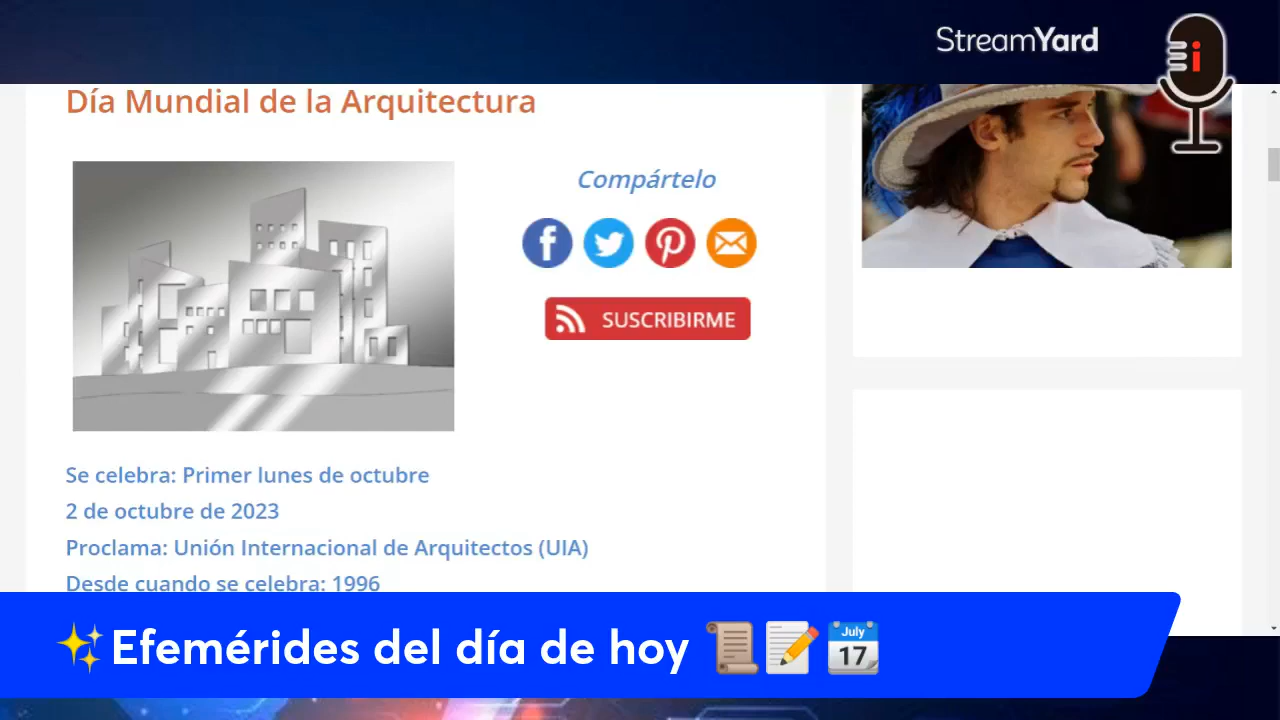 StreamYard
i
Día Mundial de la Arquitectura
Compártelo
SUSCRIBIRME
Se celebra: Primer lunes de octubre
2 de octubre de 2023
Proclama: Unión Internacional de Arquitectos (UIA)
Desde cuando se celebra: 1996
✨Efemérides del día de hoy 📜📝📅
July
17